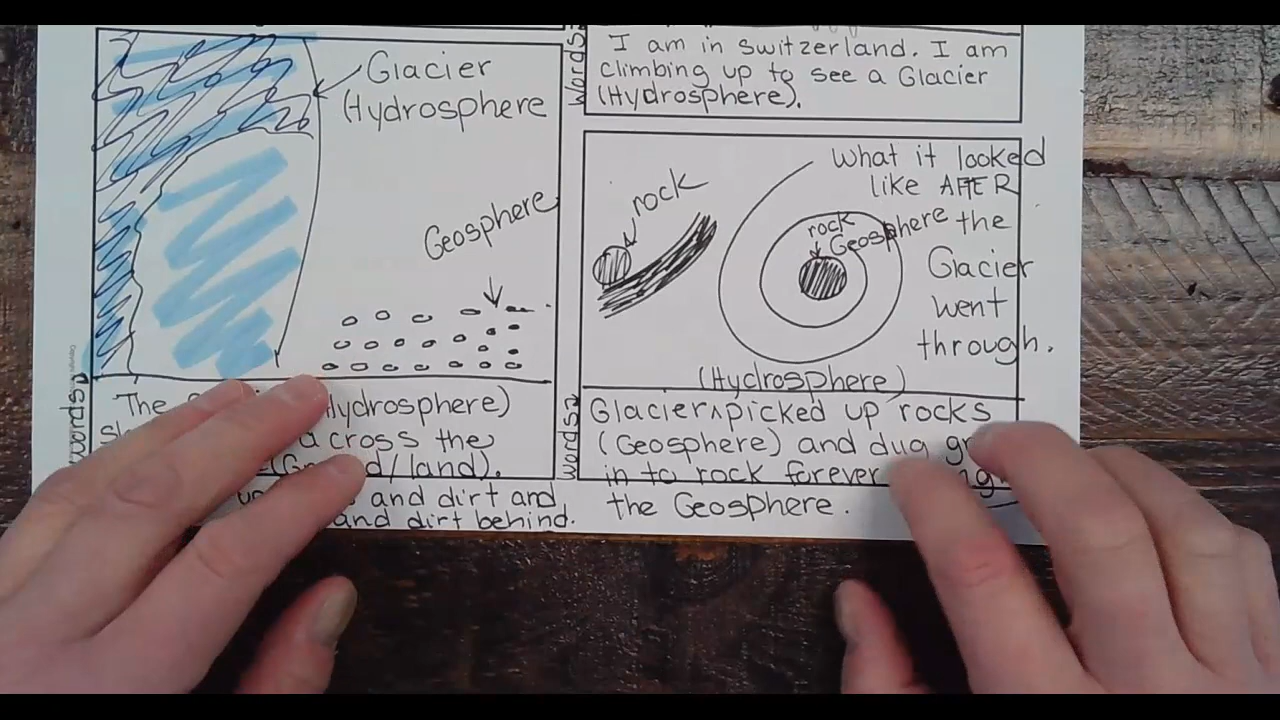 words
I am in switzerland. I am
climbing up to see a Glacier
(Hydrosphere).
Glacier
(Hydrosphere
Geosphere
words
The Hydrosphere)
across the
land).
and dirt and
and dirt behind.
rock
What it looked
like AFTER
the
Glacier
went
through.
rock
Geosphere
(Hydrosphere)
words
Glacier picked up rocks
(Geosphere) and dug
in to rock forever
the Geosphere.